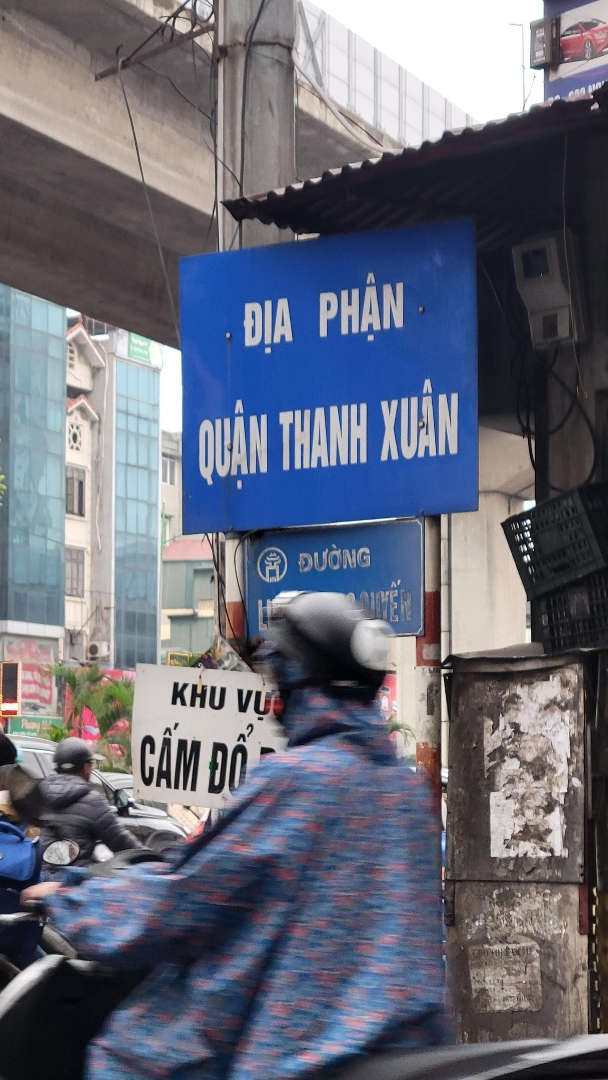 ĐỊA PHẬN
QUẬN THANH XUÂN
ĐƯỜNG
KHU VỰ
CẤM ĐỔ